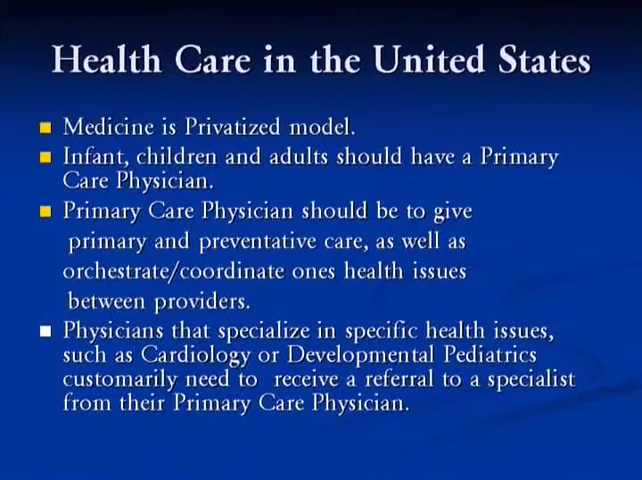 Health Care in the United States
Medicine is Privatized model.
Infant, children and adults should have a Primary
Care Physician.
Primary Care Physician should be to give
primary and preventative care, as well as
orchestrate/coordinate ones health issues
between providers.
Physicians that specialize in specific health issues,
such as Cardiology or Developmental Pediatrics
customarily need to receive a referral to a specialist
from their Primary Care Physician.